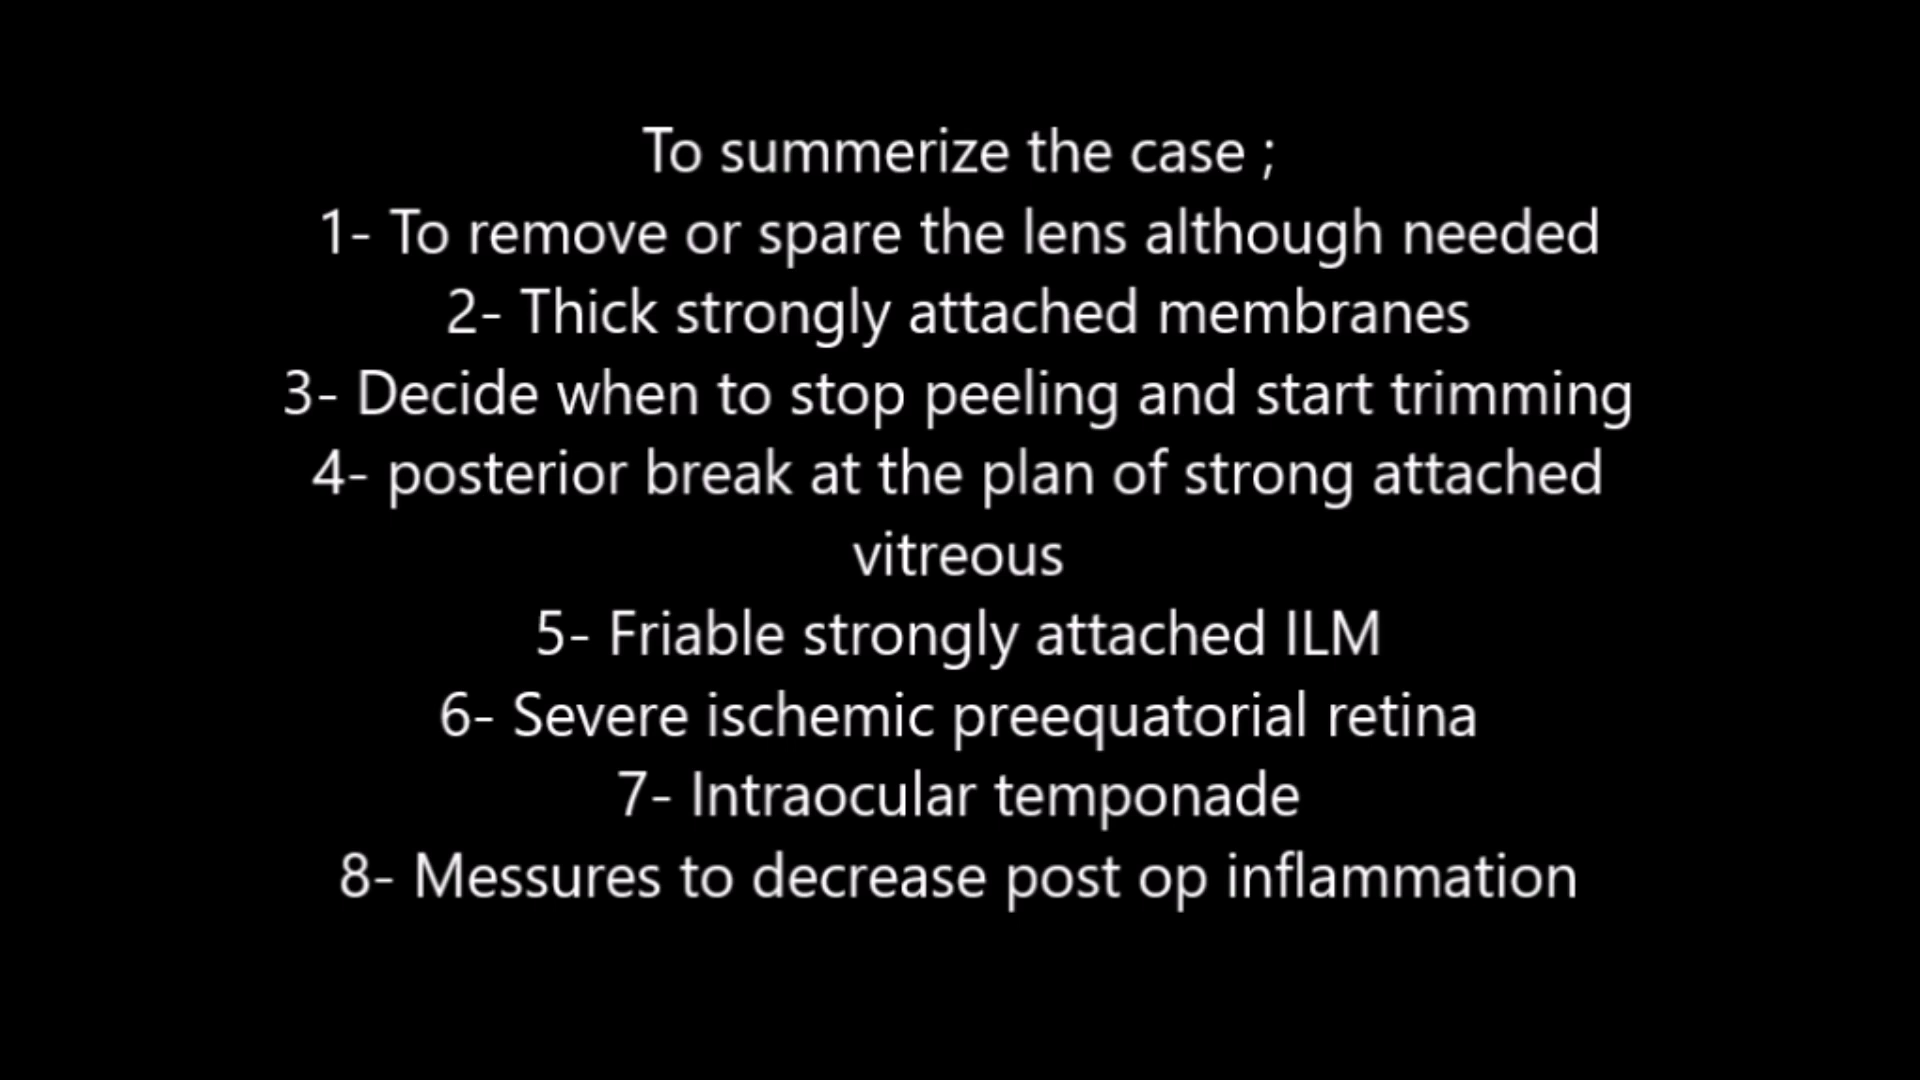 To summerize the case ;
1- To remove or spare the lens although needed
2- Thick strongly attached membranes
3- Decide when to stop peeling and start trimming
4- posterior break at the plan of strong attached
vitreous
5- Friable strongly attached ILM
6- Severe ischemic preequatorial retina
7- Intraocular temponade
8- Messures to decrease post op inflammation